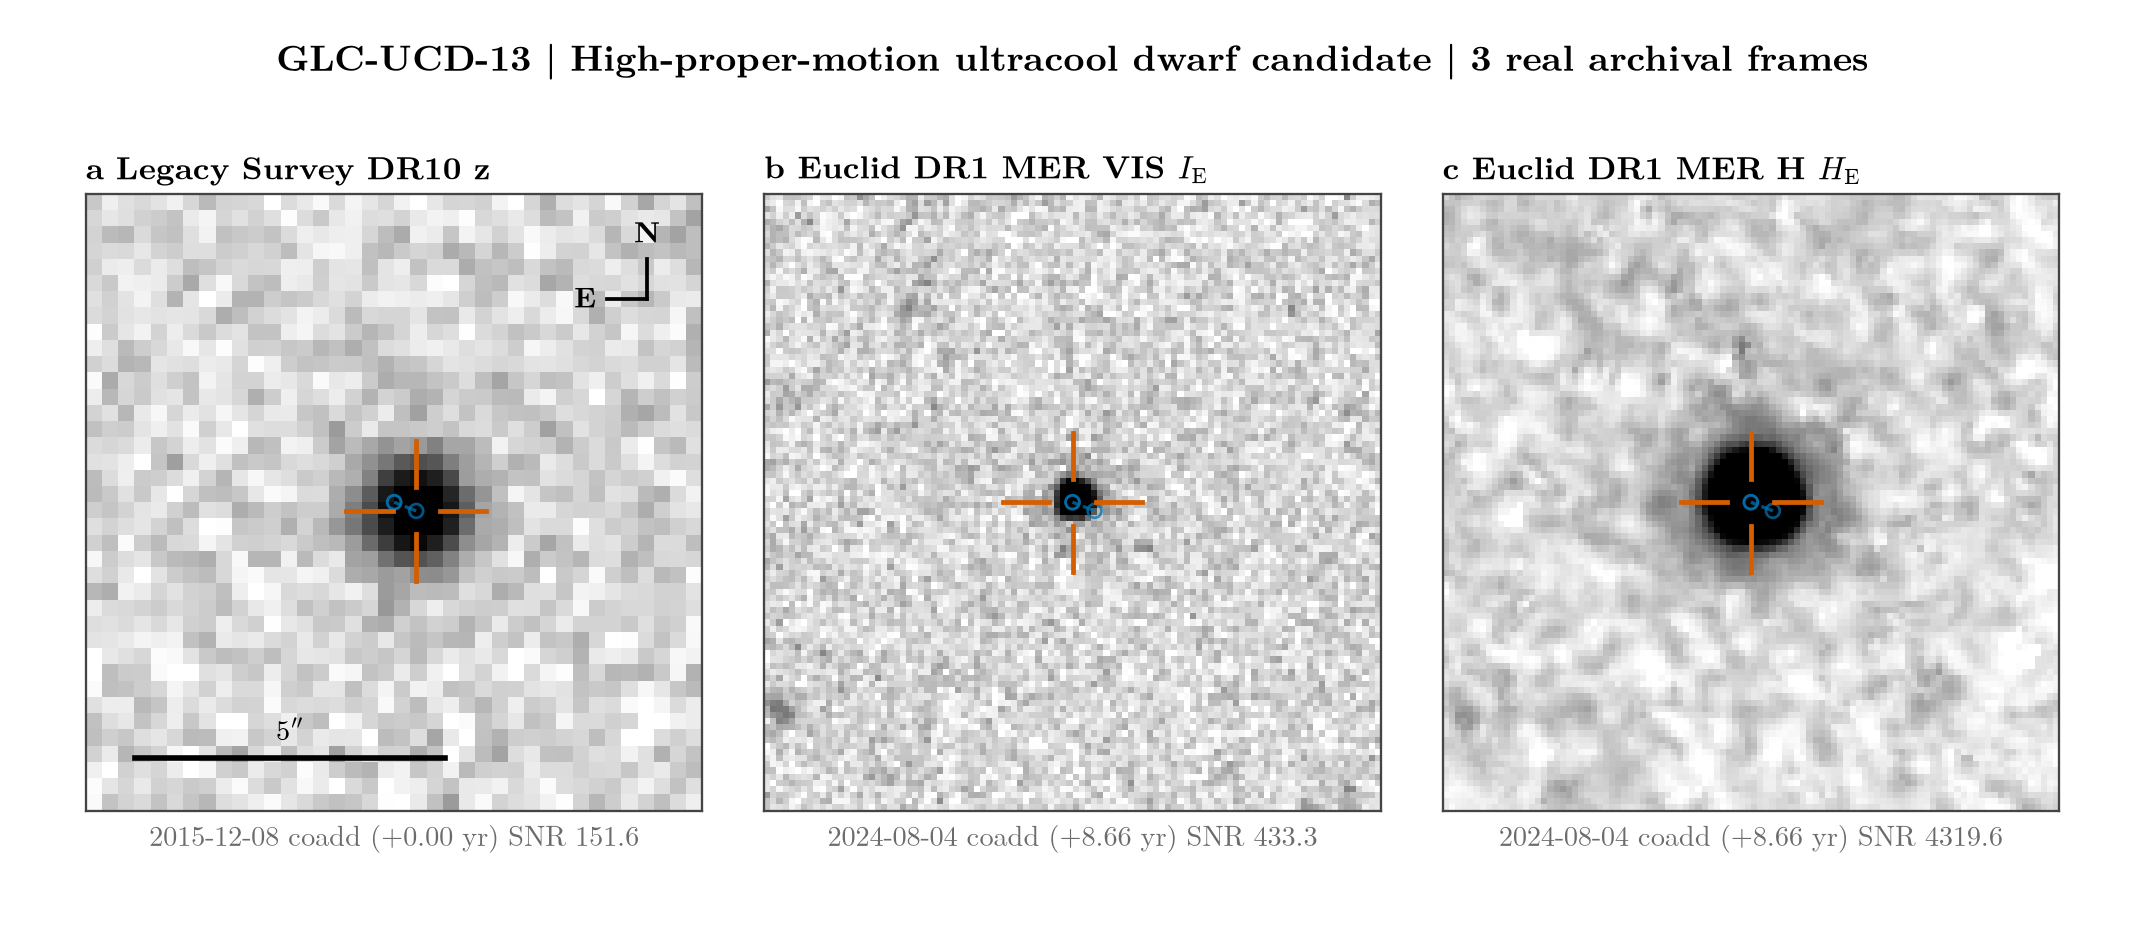 GLC-UCD-13 | High-proper-motion ultracool dwarf candidate | 3 real archival frames
a Legacy Survey DR10 z
b Euclid DR1 MER VIS I_E
c Euclid DR1 MER H H_E
N
E
5″
2015-12-08 coadd (+0.00 yr) SNR 151.6
2024-08-04 coadd (+8.66 yr) SNR 433.3
2024-08-04 coadd (+8.66 yr) SNR 4319.6